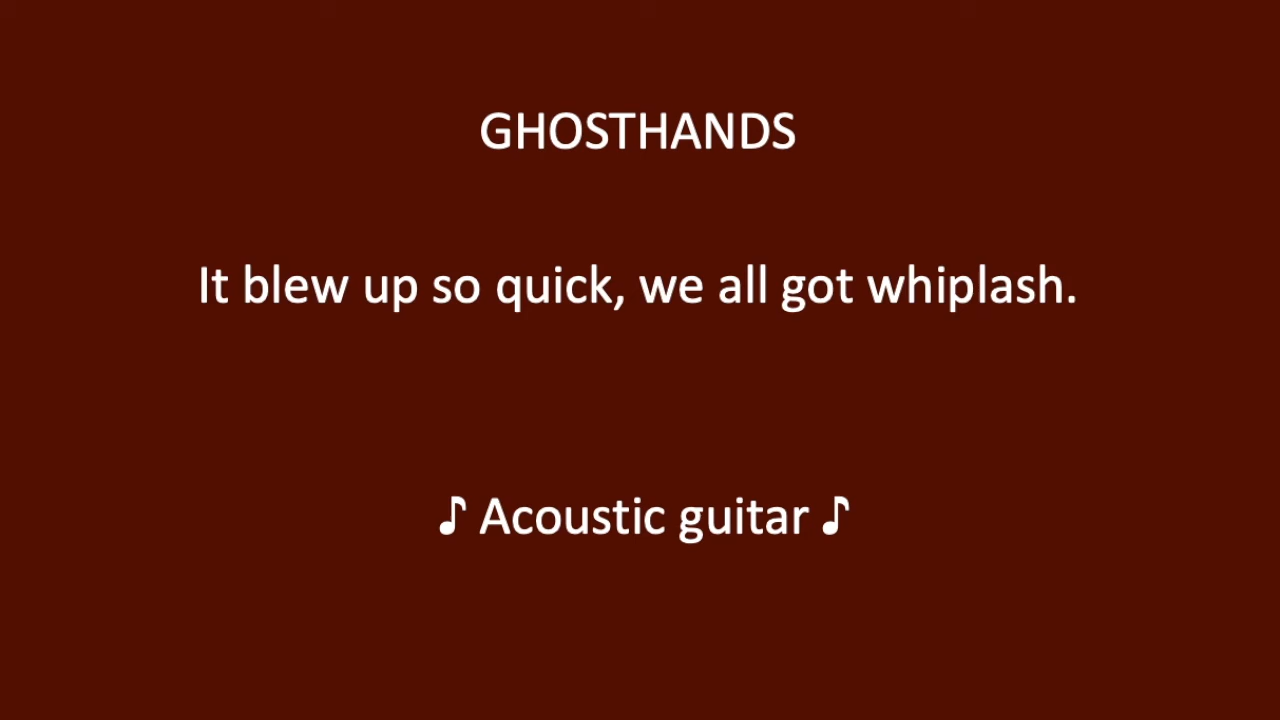 GHOSTHANDS
It blew up so quick, we all got whiplash.
♪ Acoustic guitar ♪